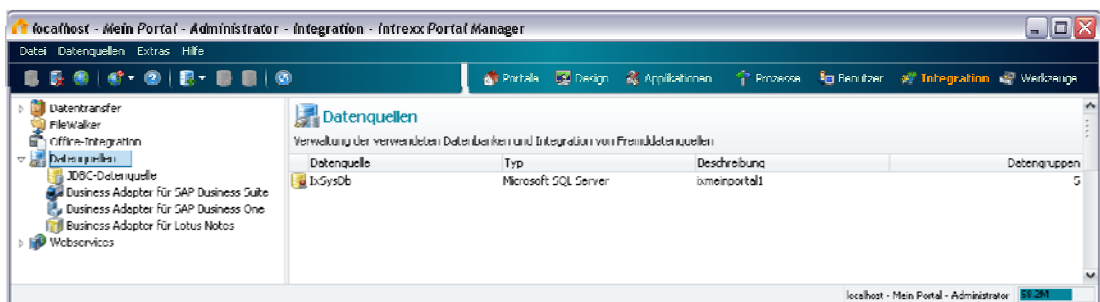 localhost - Mein Portal - Administrator - Integration - Intrexx Portal Manager
Datei Datenquellen Extras Hilfe
Portale Design Applikationen Prozesse Benutzer Integration Werkzeuge
Datentransfer
FileWalker
Office-Integration
Datenquellen
JDBC-Datenquelle
Business Adapter für SAP Business Suite
Business Adapter für SAP Business One
Business Adapter für Lotus Notes
Webservices
Datenquellen
Verwaltung der verwendeten Datenbanken und Integration von Fremddatenquellen
Datenquelle Typ Beschreibung Datengruppen
IxSysDb Microsoft SQL Server ixmeinportal1 5
localhost - Mein Portal - Administrator 58.2M